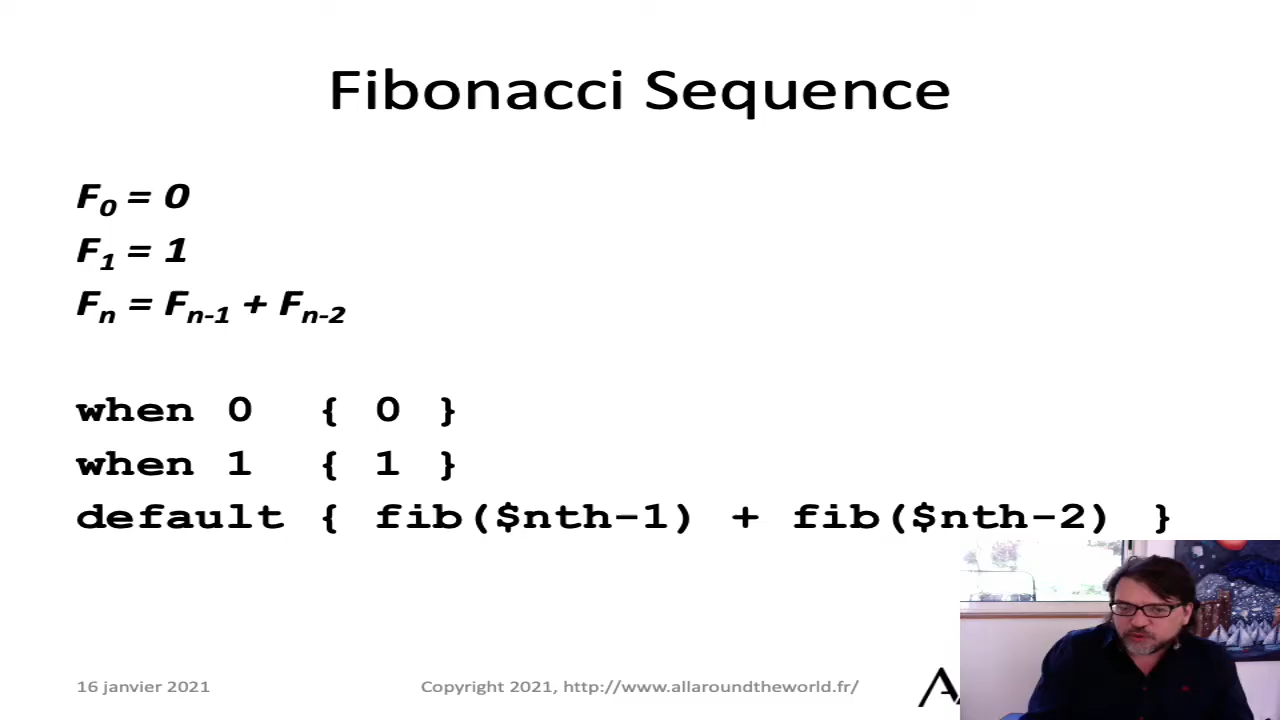 Fibonacci Sequence
F₀ = 0
F₁ = 1
Fₙ = Fₙ₋₁ + Fₙ₋₂
when 0 { 0 }
when 1 { 1 }
default { fib($nth-1) + fib($nth-2) }
16 janvier 2021
Copyright 2021, http://www.allaroundtheworld.fr/